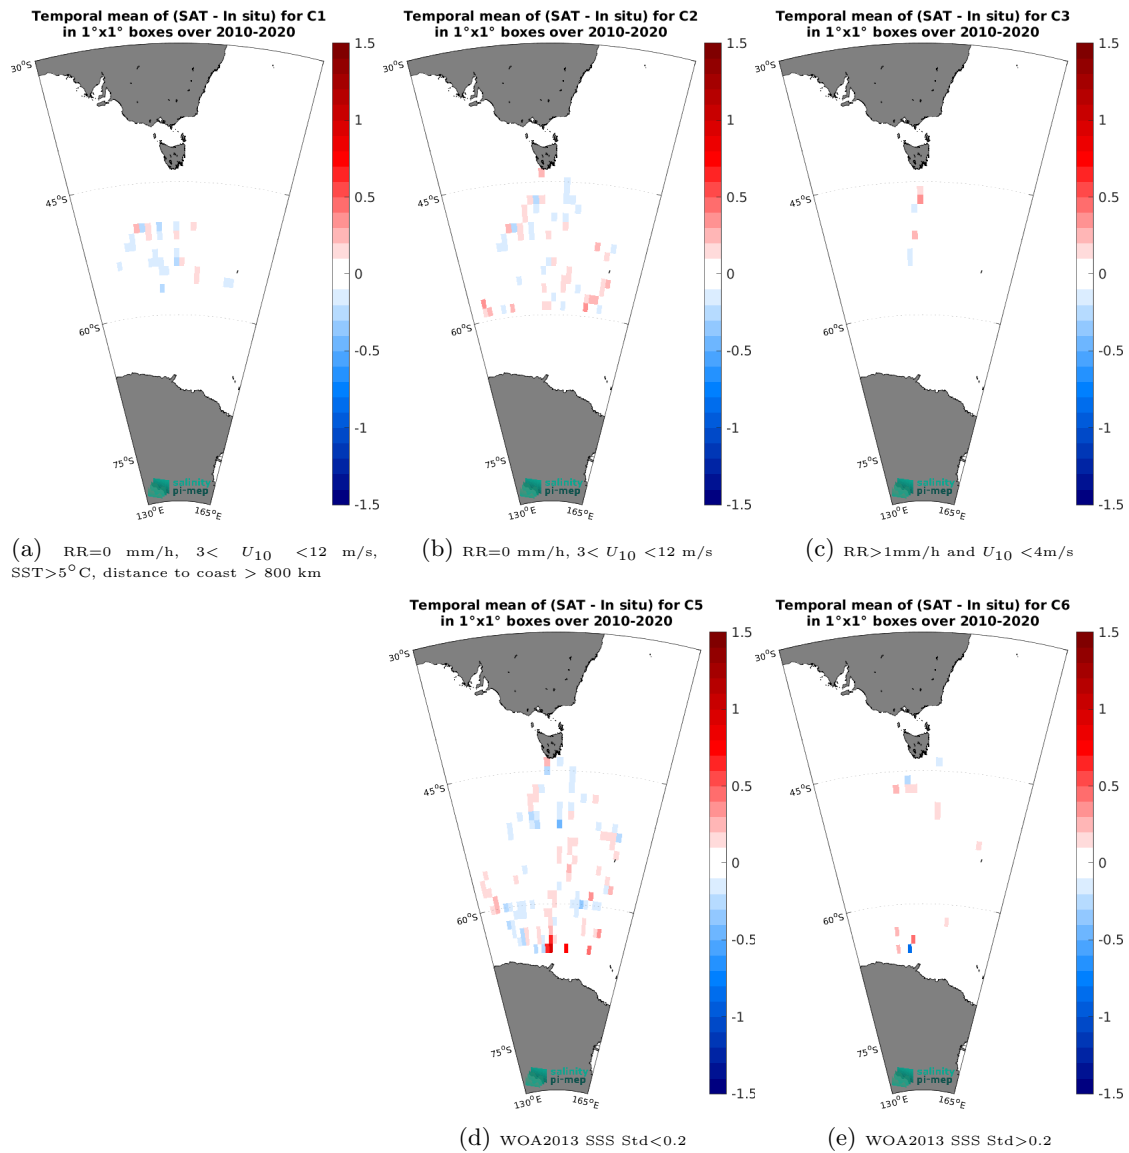 Temporal mean of (SAT - In situ) for C1
in 1°x1° boxes over 2010-2020
30°S
45°S
60°S
75°S
130°E
165°E
salinity
pi-mep
1.5
1
0.5
0
-0.5
-1
-1.5
(a) RR=0 mm/h, 3< U10 <12 m/s,
SST>5°C, distance to coast > 800 km
Temporal mean of (SAT - In situ) for C2
in 1°x1° boxes over 2010-2020
30°S
45°S
60°S
75°S
130°E
165°E
salinity
pi-mep
1.5
1
0.5
0
-0.5
-1
-1.5
(b) RR=0 mm/h, 3< U10 <12 m/s
Temporal mean of (SAT - In situ) for C3
in 1°x1° boxes over 2010-2020
30°S
45°S
60°S
75°S
130°E
165°E
salinity
pi-mep
1.5
1
0.5
0
-0.5
-1
-1.5
(c) RR>1mm/h and U10 <4m/s
Temporal mean of (SAT - In situ) for C5
in 1°x1° boxes over 2010-2020
30°S
45°S
60°S
75°S
130°E
165°E
salinity
pi-mep
1.5
1
0.5
0
-0.5
-1
-1.5
(d) WOA2013 SSS Std<0.2
Temporal mean of (SAT - In situ) for C6
in 1°x1° boxes over 2010-2020
30°S
45°S
60°S
75°S
130°E
165°E
salinity
pi-mep
1.5
1
0.5
0
-0.5
-1
-1.5
(e) WOA2013 SSS Std>0.2